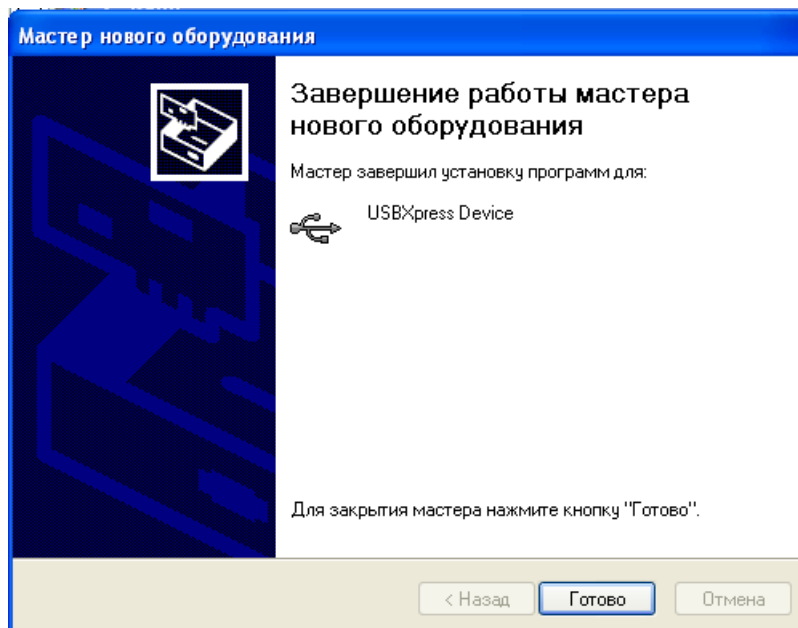 Мастер нового оборудования
Завершение работы мастера
нового оборудования
Мастер завершил установку программ для:
USBXpress Device
Для закрытия мастера нажмите кнопку "Готово".
< Назад
Готово
Отмена